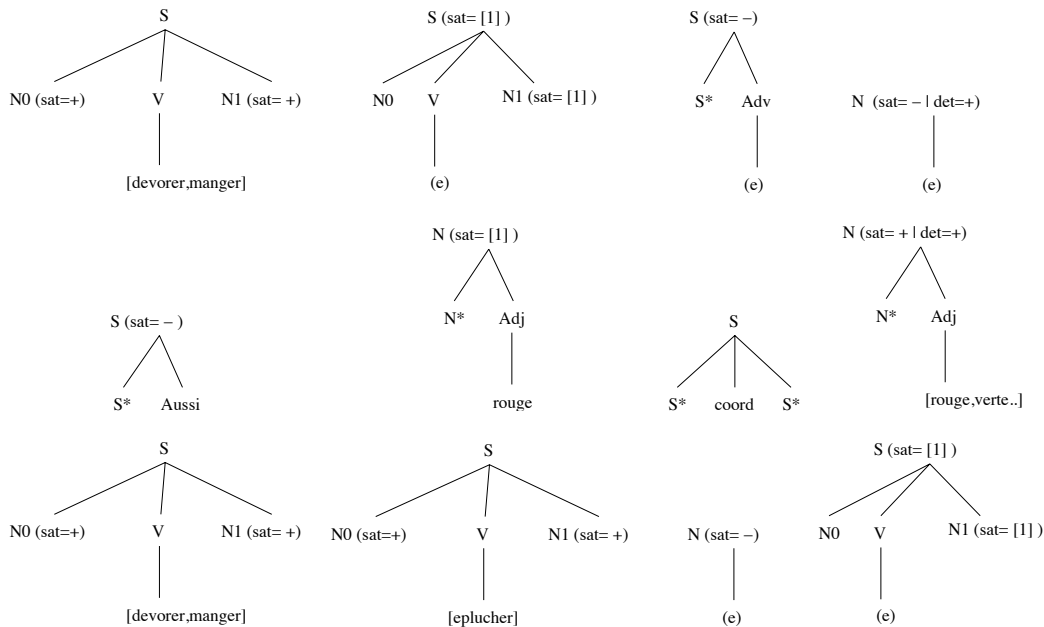 S
S (sat= [1] )
S (sat= –)
N0 (sat=+)
V
N1 (sat= +)
N0
V
N1 (sat= [1] )
S*
Adv
N (sat= – | det=+)
[devorer,manger]
(e)
(e)
(e)
N (sat= [1] )
N (sat= + | det=+)
S (sat= – )
N*
Adj
S
N*
Adj
S*
Aussi
rouge
S*
coord
S*
[rouge,verte..]
S
S
S (sat= [1] )
N0 (sat=+)
V
N1 (sat= +)
N0 (sat=+)
V
N1 (sat= +)
N (sat= –)
N0
V
N1 (sat= [1] )
[devorer,manger]
[eplucher]
(e)
(e)